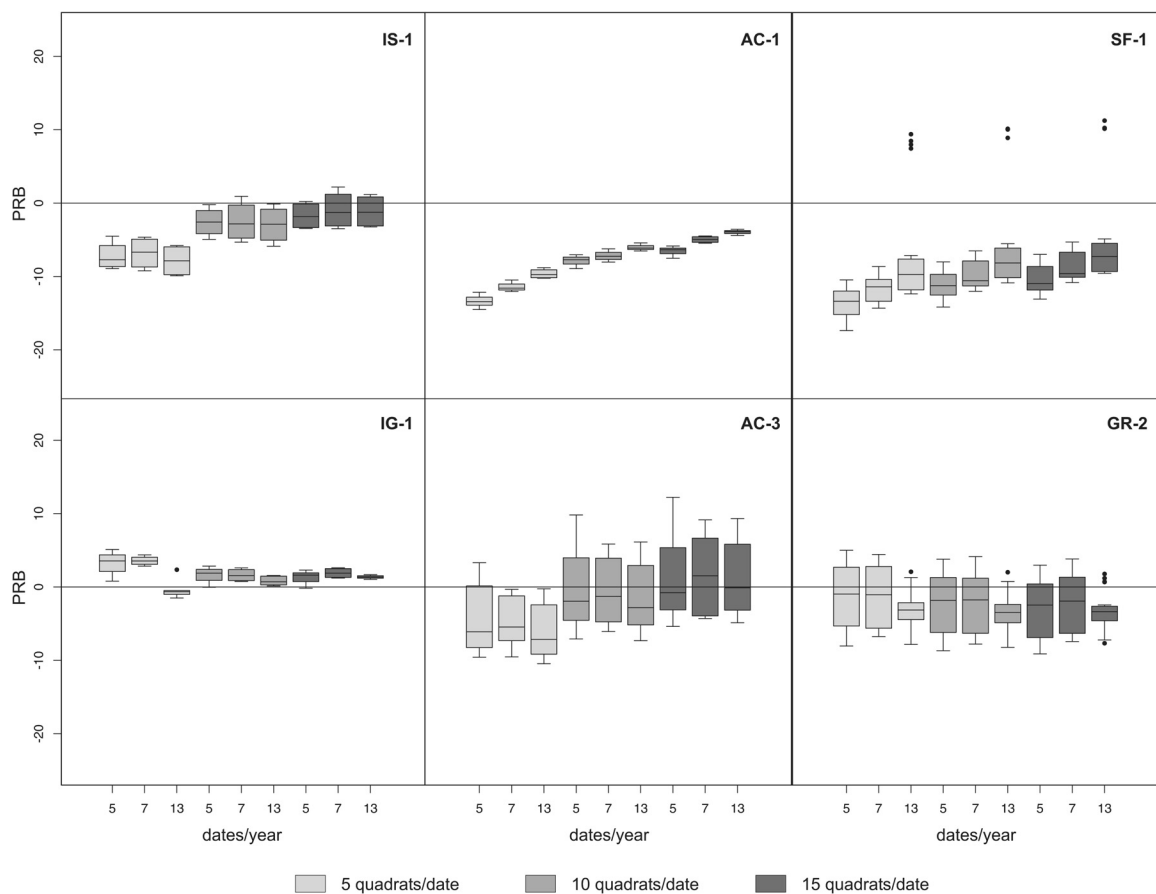 IS-1 AC-1 SF-1
20
10
0
-10
-20
PRB
IG-1 AC-3 GR-2
20
10
0
-10
-20
PRB
5 7 13 5 7 13 5 7 13 5 7 13 5 7 13 5 7 13 5 7 13 5 7 13 5 7 13
dates/year dates/year dates/year
5 quadrats/date 10 quadrats/date 15 quadrats/date